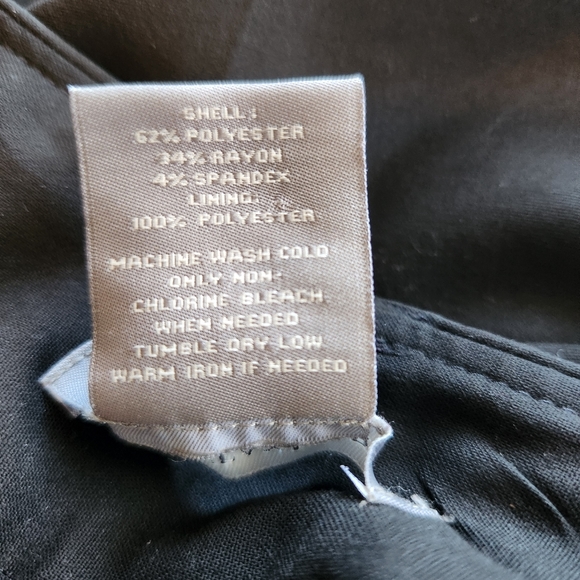 SHELL:
62% POLYESTER
34% RAYON
4% SPANDEX
LINING:
100% POLYESTER
MACHINE WASH COLD
ONLY NON-
CHLORINE BLEACH
WHEN NEEDED
TUMBLE DRY LOW
WARM IRON IF NEEDED